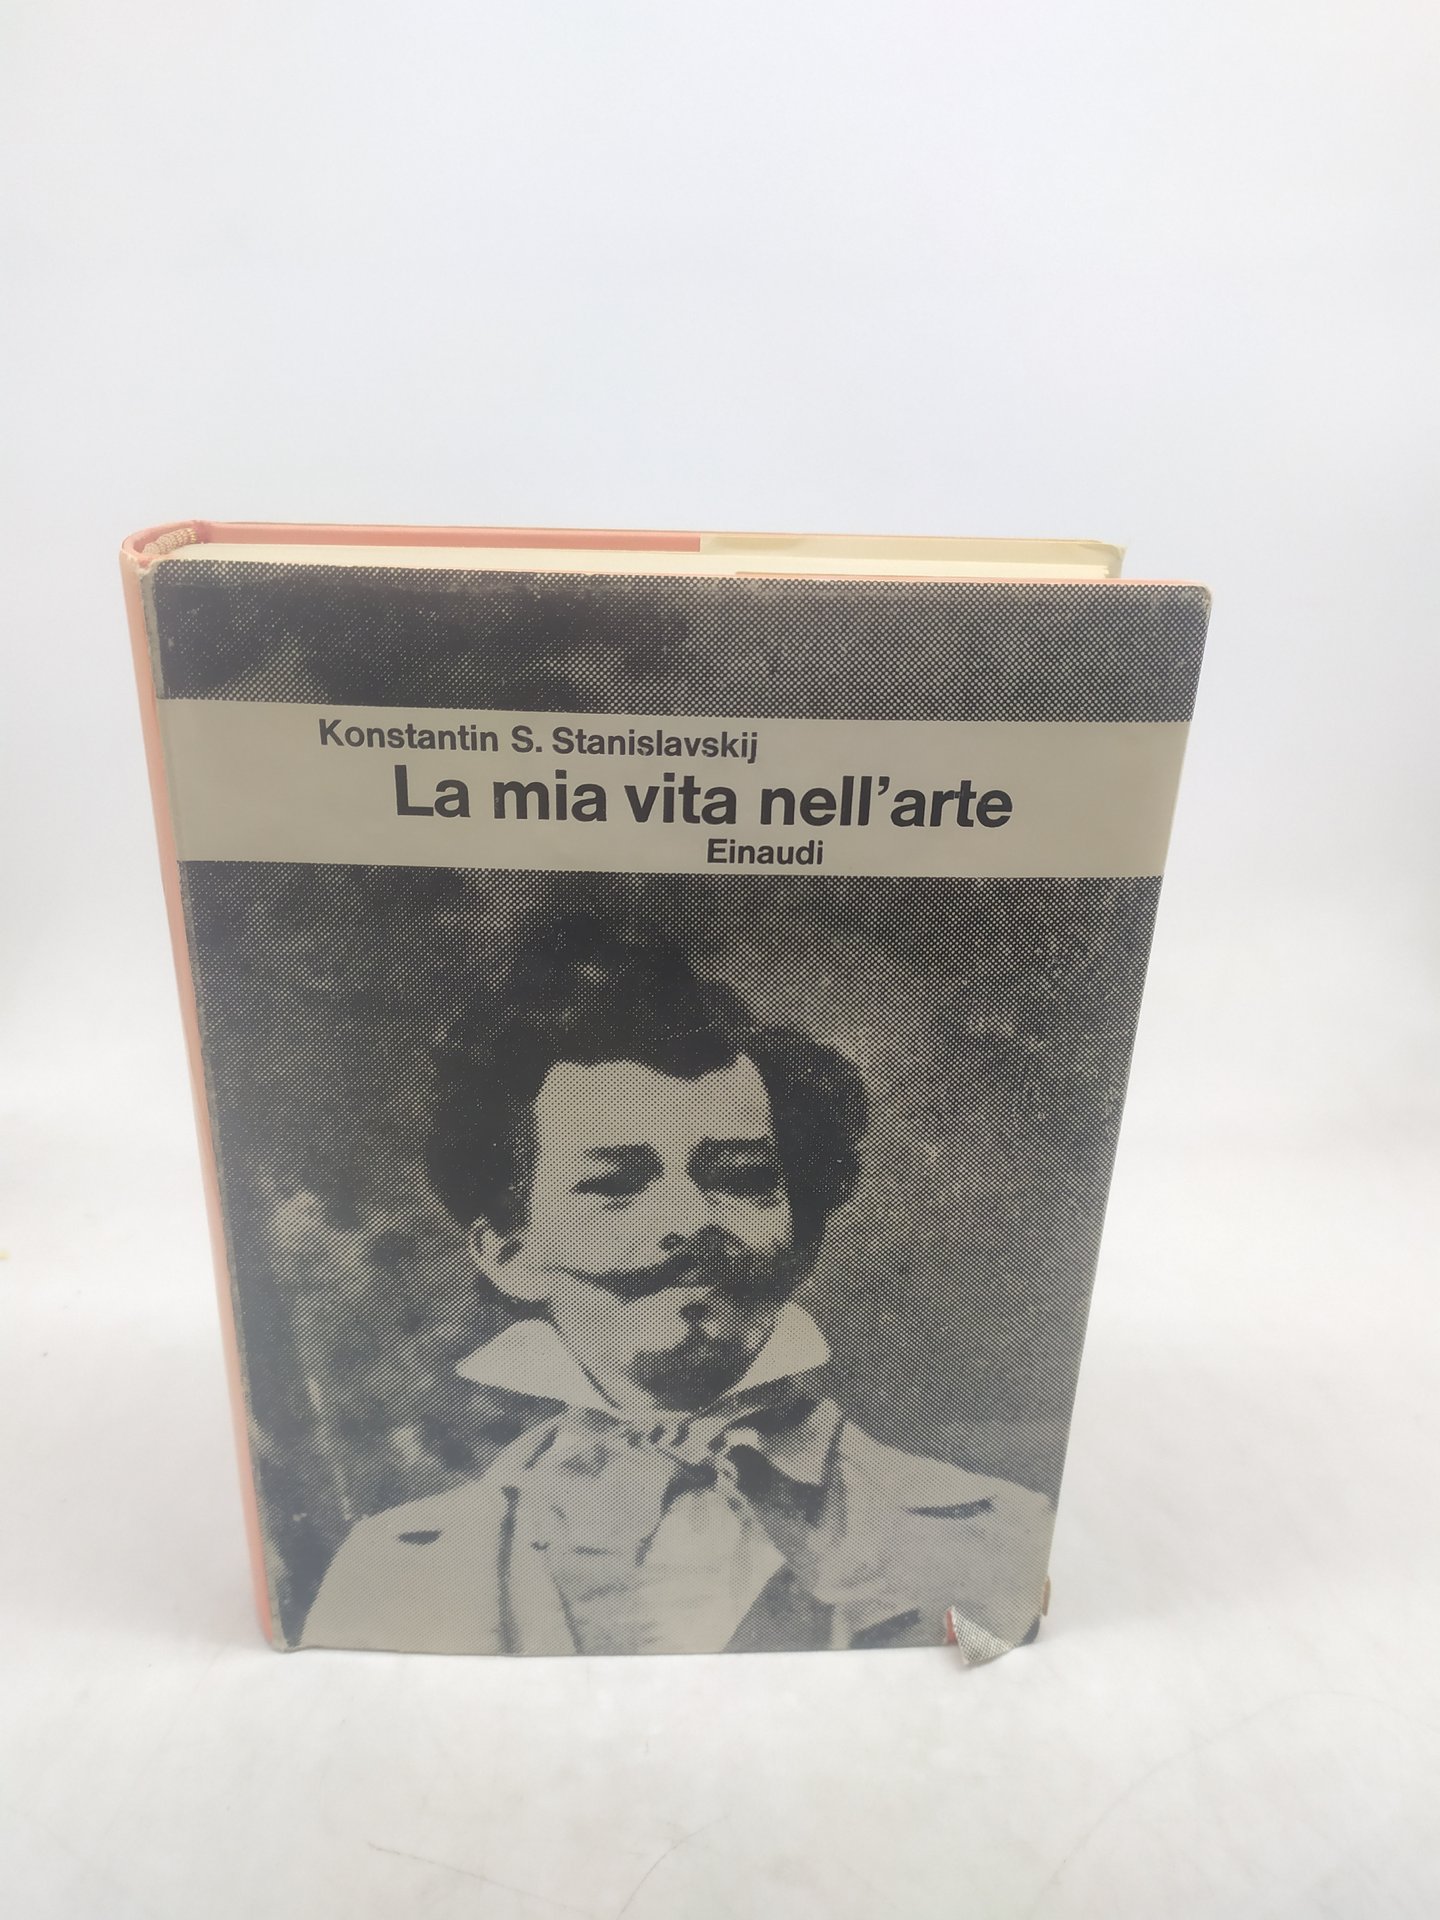 Konstantin S. Stanislavskij
La mia vita nell'arte
Einaudi